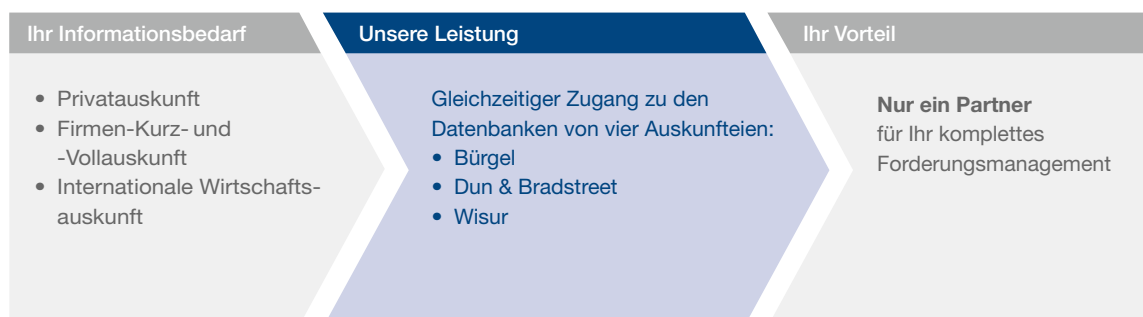 Ihr Informationsbedarf
• Privatauskunft
• Firmen-Kurz- und
-Vollauskunft
• Internationale Wirtschafts-
auskunft
Unsere Leistung
Gleichzeitiger Zugang zu den
Datenbanken von vier Auskunfteien:
• Bürgel
• Dun & Bradstreet
• Wisur
Ihr Vorteil
Nur ein Partner
für Ihr komplettes
Forderungsmanagement